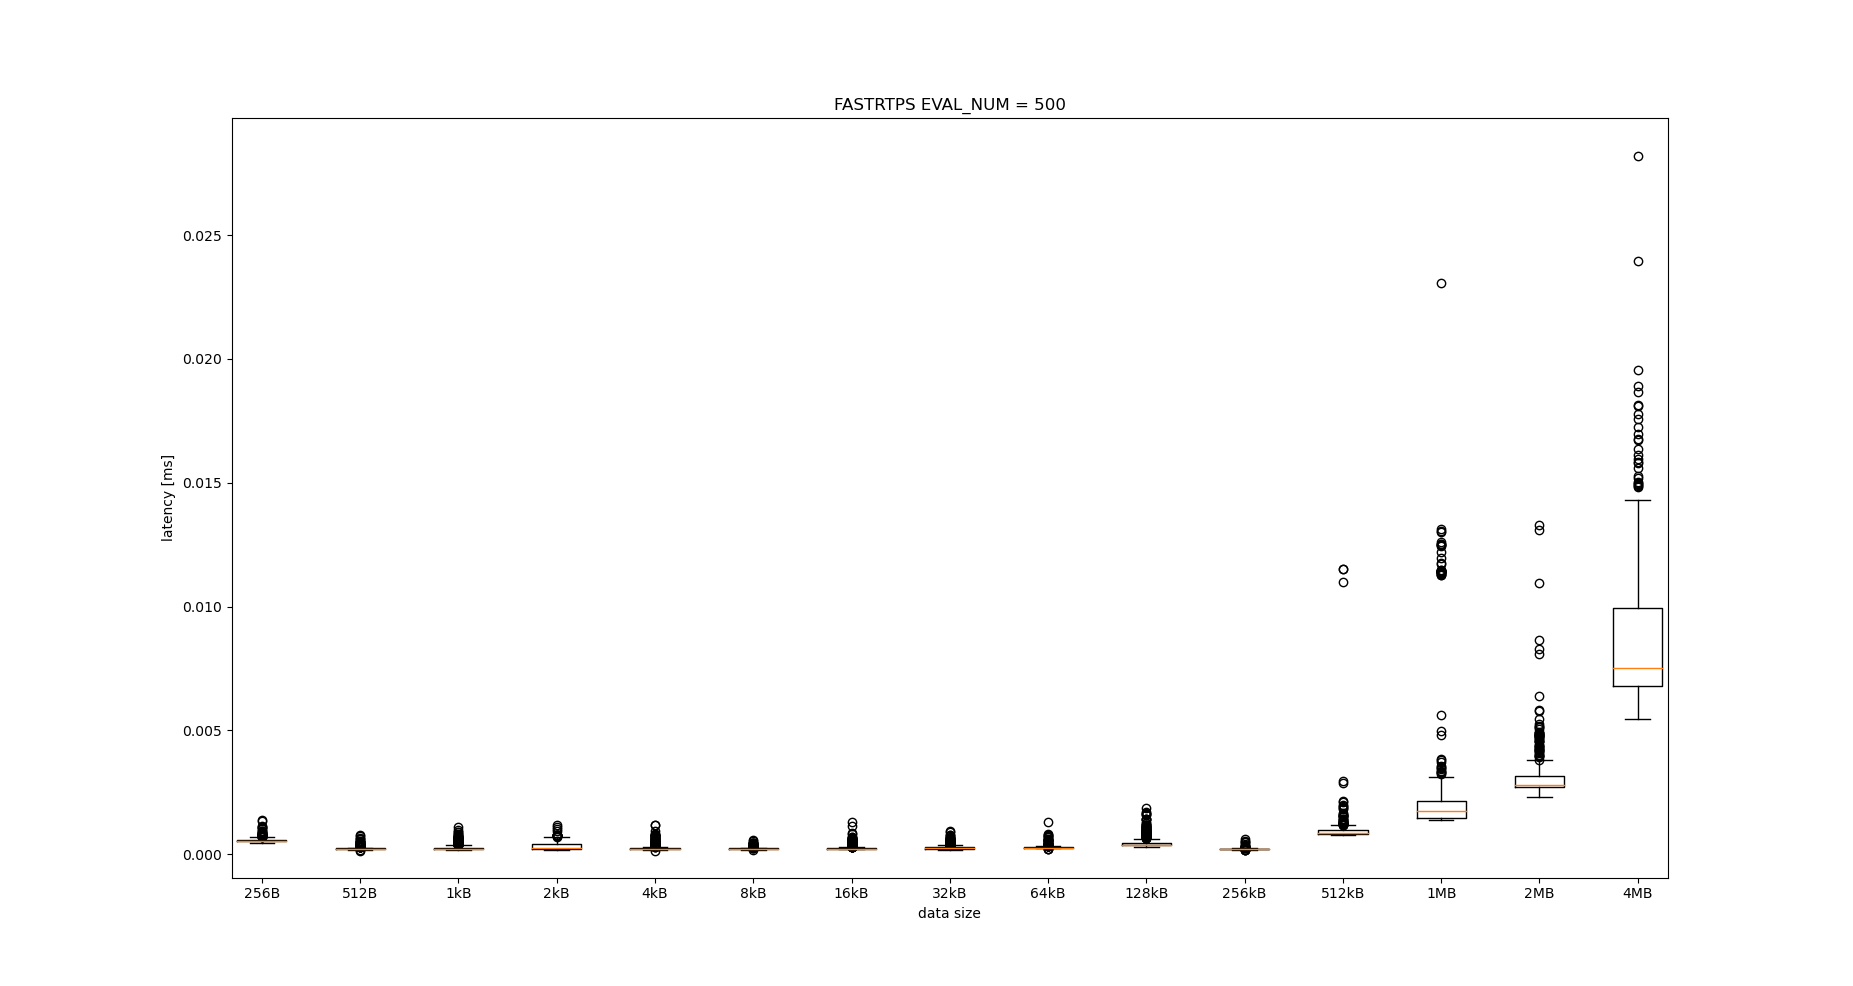 FASTRTPS EVAL_NUM = 500
0.025
0.020
0.015
0.010
0.005
0.000
latency [ms]
256B 512B 1kB 2kB 4kB 8kB 16kB 32kB 64kB 128kB 256kB 512kB 1MB 2MB 4MB
data size